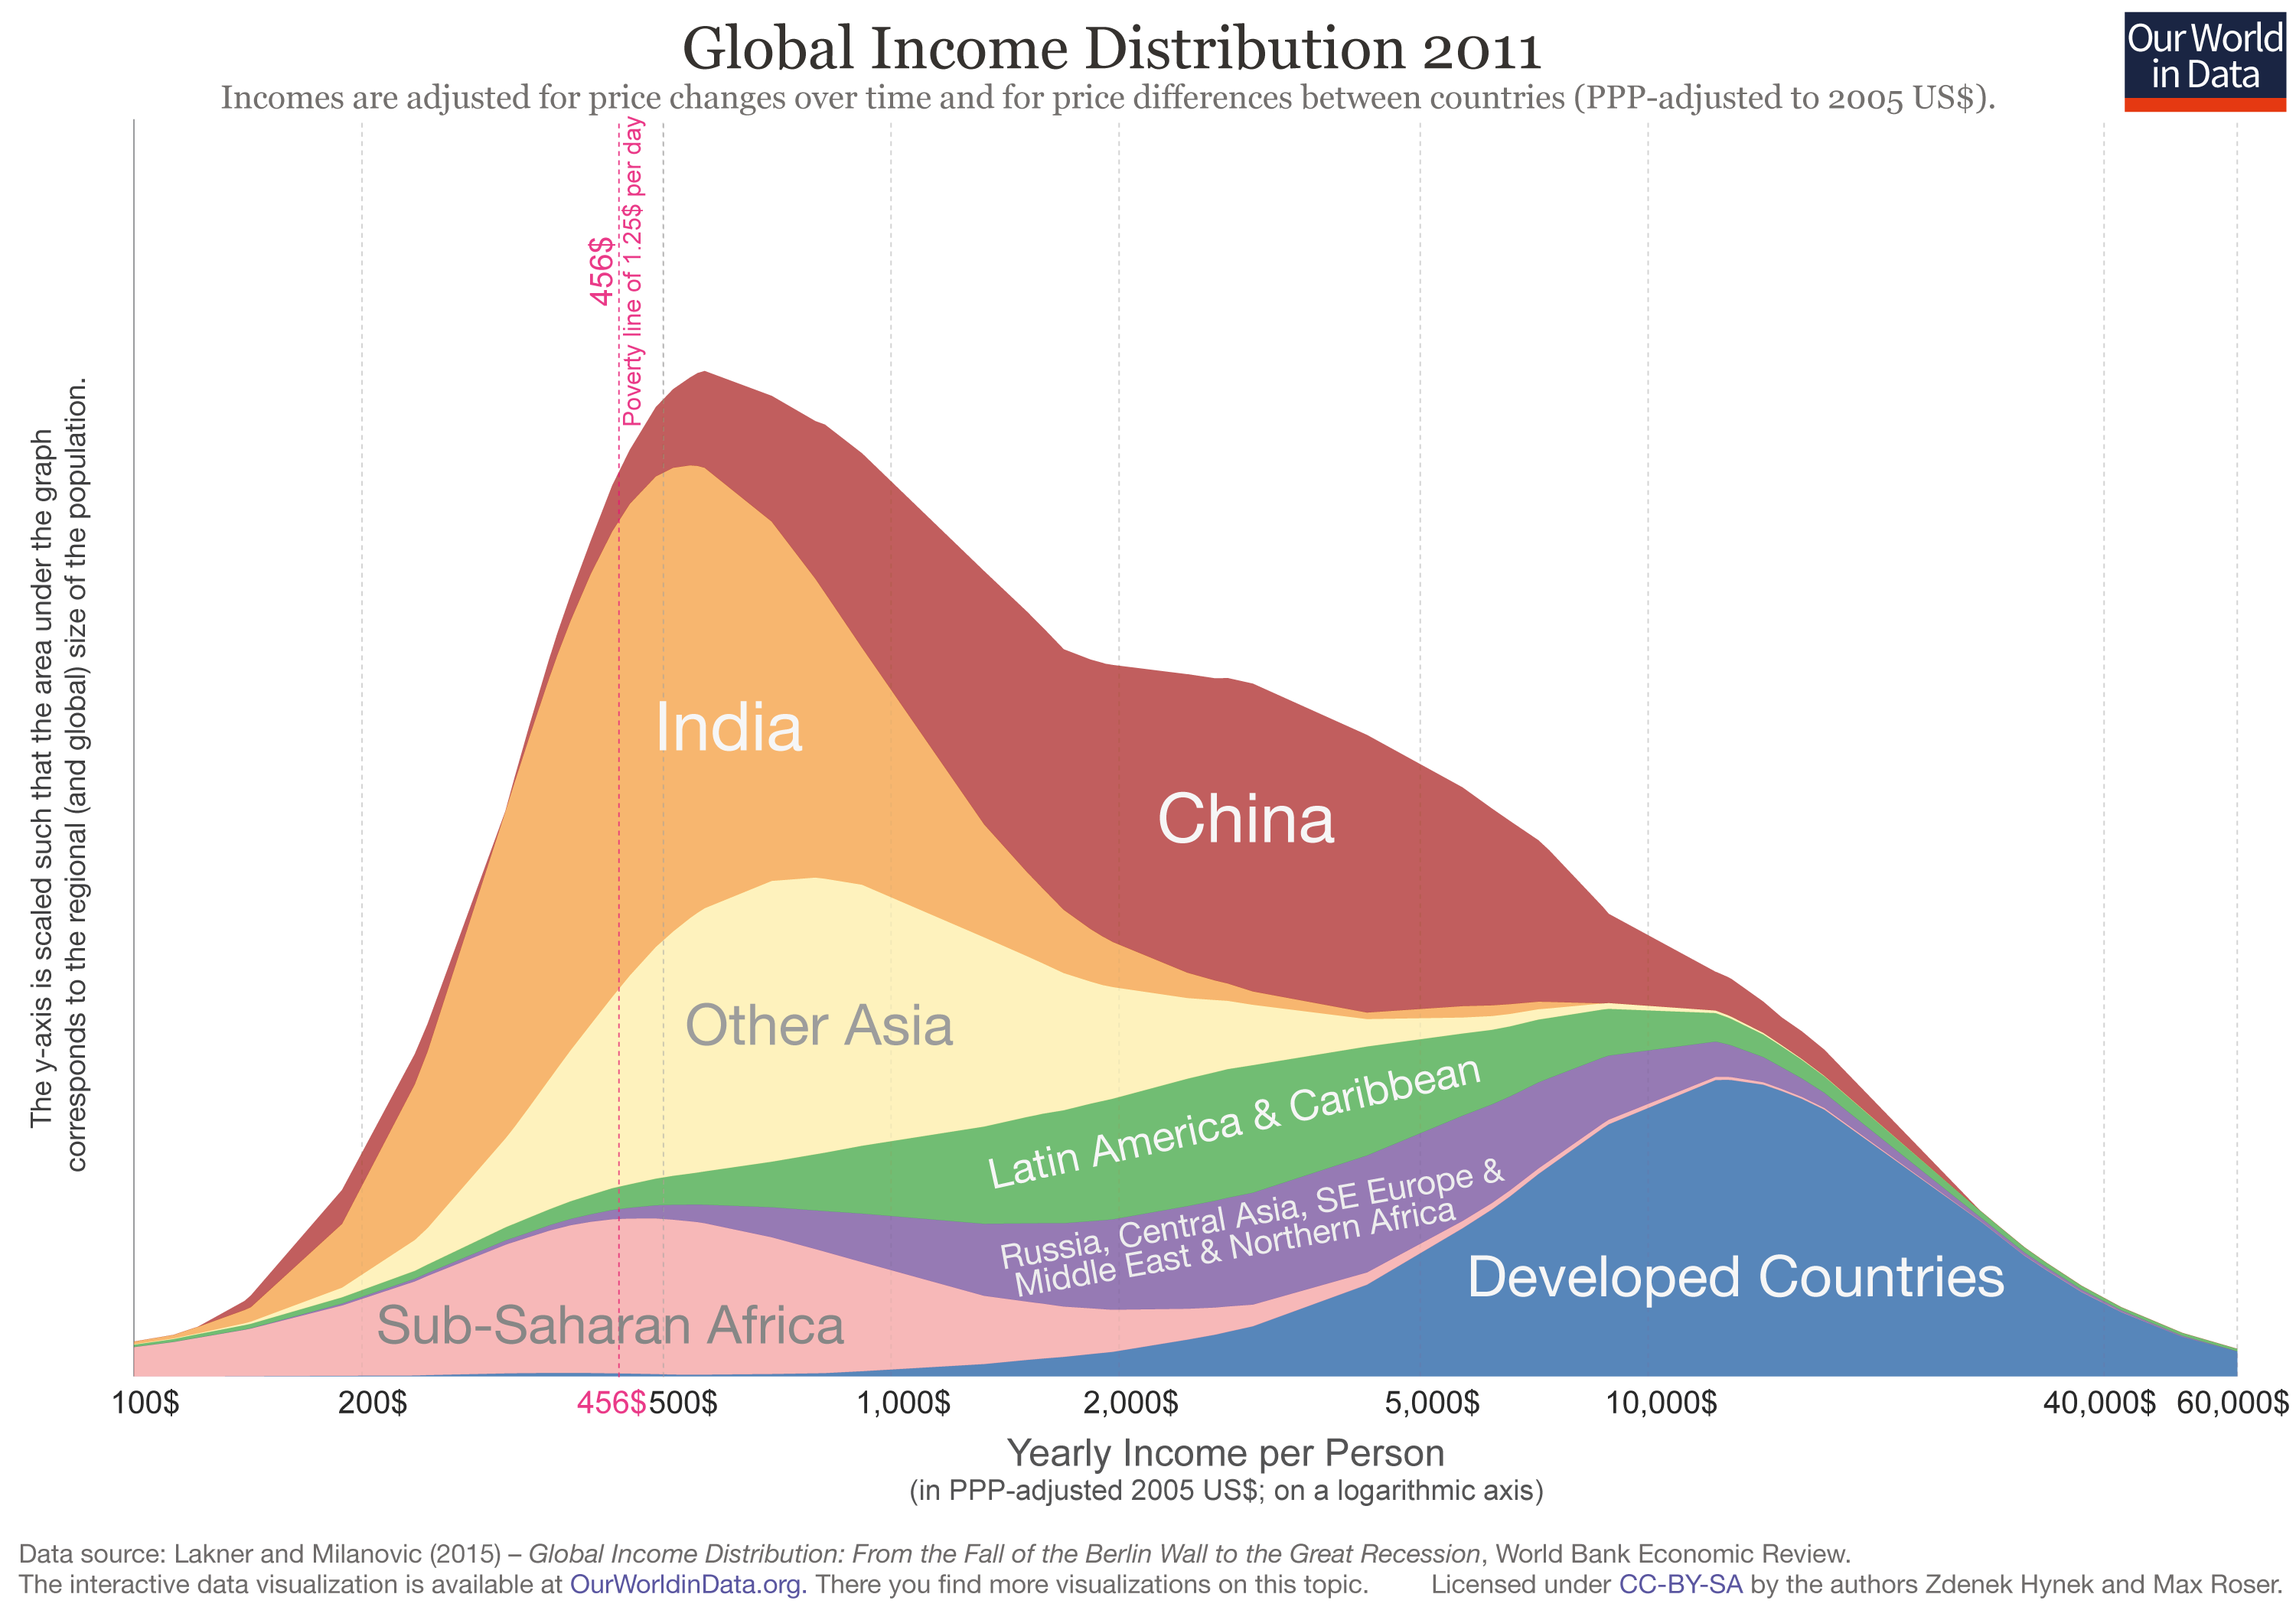 Global Income Distribution 2011
Incomes are adjusted for price changes over time and for price differences between countries (PPP-adjusted to 2005 US$).
Our World
in Data
456$
Poverty line of 1.25$ per day
The y-axis is scaled such that the area under the graph
corresponds to the regional (and global) size of the population.
India
China
Other Asia
Latin America & Caribbean
Russia, Central Asia, SE Europe &
Middle East & Northern Africa
Sub-Saharan Africa
Developed Countries
100$ 200$ 456$ 500$ 1,000$ 2,000$ 5,000$ 10,000$ 40,000$ 60,000$
Yearly Income per Person
(in PPP-adjusted 2005 US$; on a logarithmic axis)
Data source: Lakner and Milanovic (2015) – Global Income Distribution: From the Fall of the Berlin Wall to the Great Recession, World Bank Economic Review.
The interactive data visualization is available at OurWorldinData.org. There you find more visualizations on this topic. Licensed under CC-BY-SA by the authors Zdenek Hynek and Max Roser.